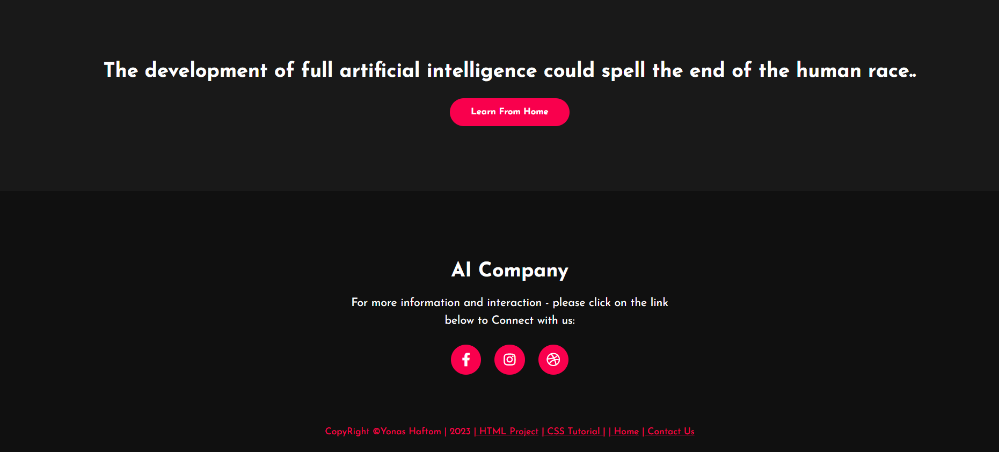 The development of full artificial intelligence could spell the end of the human race..
Learn From Home
AI Company
For more information and interaction - please click on the link
below to Connect with us:
CopyRight ©Yonas Haftom | 2023 | HTML Project | CSS Tutorial | | Home | Contact Us